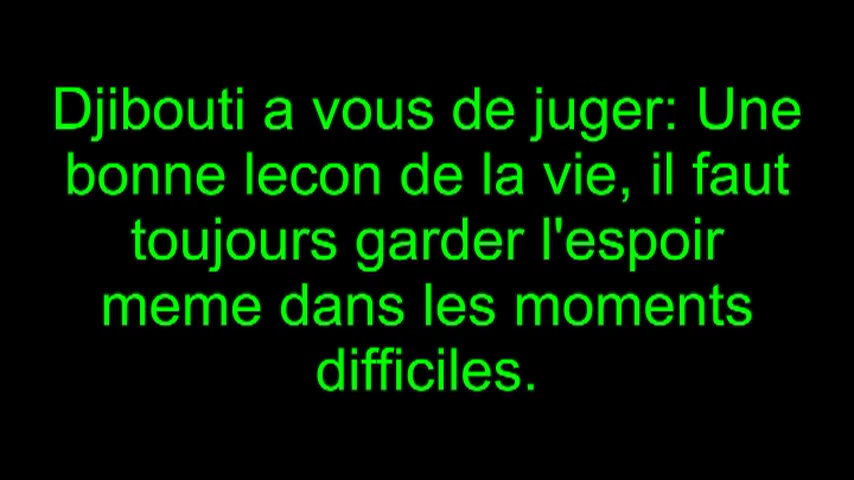 Djibouti a vous de juger: Une
bonne lecon de la vie, il faut
toujours garder l'espoir
meme dans les moments
difficiles.